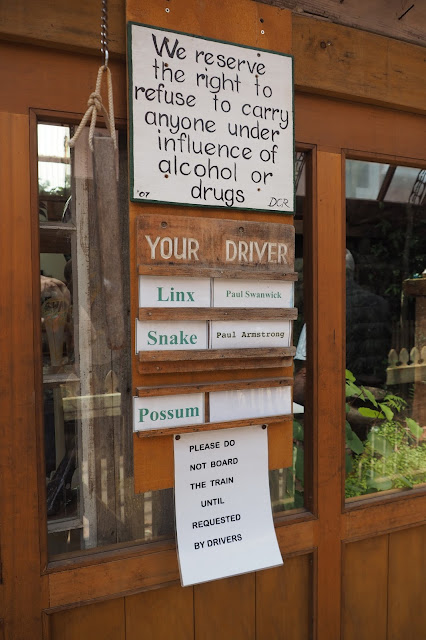 We reserve
the right to
refuse to carry
anyone under
influence of
alcohol or
drugs
'07 DCR
YOUR DRIVER
Linx Paul Swanwick
Snake Paul Armstrong
Possum
PLEASE DO
NOT BOARD
THE TRAIN
UNTIL
REQUESTED
BY DRIVERS